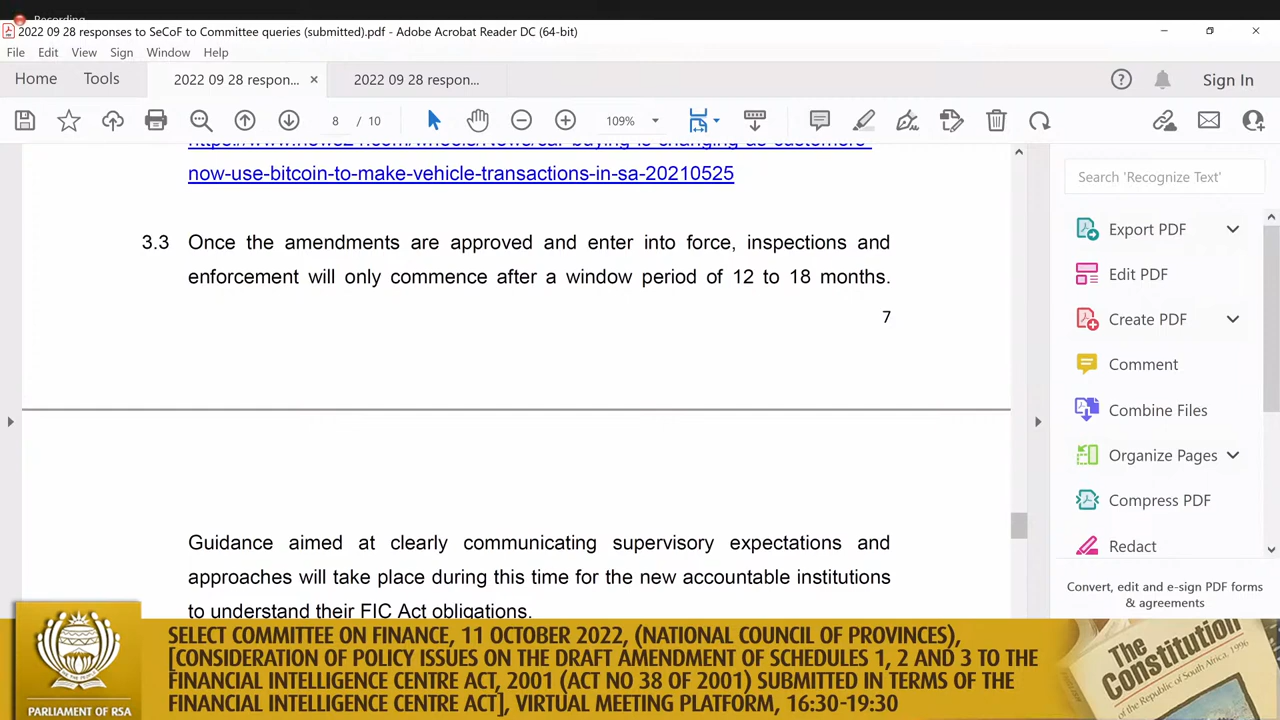 Recording
2022 09 28 responses to SeCoF to Committee queries (submitted).pdf - Adobe Acrobat Reader DC (64-bit)
File Edit View Sign Window Help
Home Tools 2022 09 28 respon... × 2022 09 28 respon... Sign In
8 / 10 109%
now-use-bitcoin-to-make-vehicle-transactions-in-sa-20210525
3.3 Once the amendments are approved and enter into force, inspections and
enforcement will only commence after a window period of 12 to 18 months.
7
Guidance aimed at clearly communicating supervisory expectations and
approaches will take place during this time for the new accountable institutions
to understand their FIC Act obligations.
Search 'Recognize Text'
Export PDF
Edit PDF
Create PDF
Comment
Combine Files
Organize Pages
Compress PDF
Redact
Convert, edit and e-sign PDF forms
& agreements
PARLIAMENT OF RSA
SELECT COMMITTEE ON FINANCE, 11 OCTOBER 2022, (NATIONAL COUNCIL OF PROVINCES),
[CONSIDERATION OF POLICY ISSUES ON THE DRAFT AMENDMENT OF SCHEDULES 1, 2 AND 3 TO THE
FINANCIAL INTELLIGENCE CENTRE ACT, 2001 (ACT NO 38 OF 2001) SUBMITTED IN TERMS OF THE
FINANCIAL INTELLIGENCE CENTRE ACT], VIRTUAL MEETING PLATFORM, 16:30-19:30
The
Constitution
of the Republic of South Africa, 1996